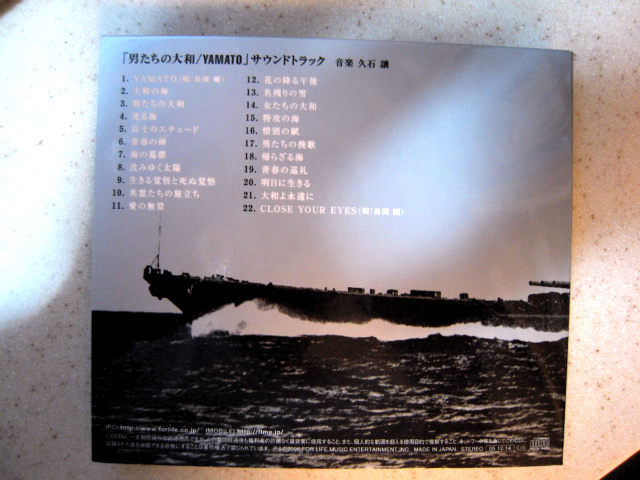 「男たちの大和/YAMATO」サウンドトラック 音楽 久石 譲
1. YAMATO(唄:長渕 剛)
2. 大和の海
3. 男たちの大和
4. 光る海
5. 兵士のエチュード
6. 青春の碑
7. 海の墓標
8. 沈みゆく太陽
9. 生きる覚悟と死ぬ覚悟
10. 英霊たちの旅立ち
11. 愛の無常
12. 花の降る午後
13. 名残りの雪
14. 女たちの大和
15. 特攻の海
16. 惜別の賦
17. 男たちの挽歌
18. 帰らざる海
19. 青春の巡礼
20. 明日に生きる
21. 大和よ永遠に
22. CLOSE YOUR EYES(唄:長渕 剛)
(PC) http://www.forlife.co.jp/ (MODILE) http://flme.jp/
℗&©2005 FOR LIFE MUSIC ENTERTAINMENT,INC. MADE IN JAPAN. STEREO 05.12.14